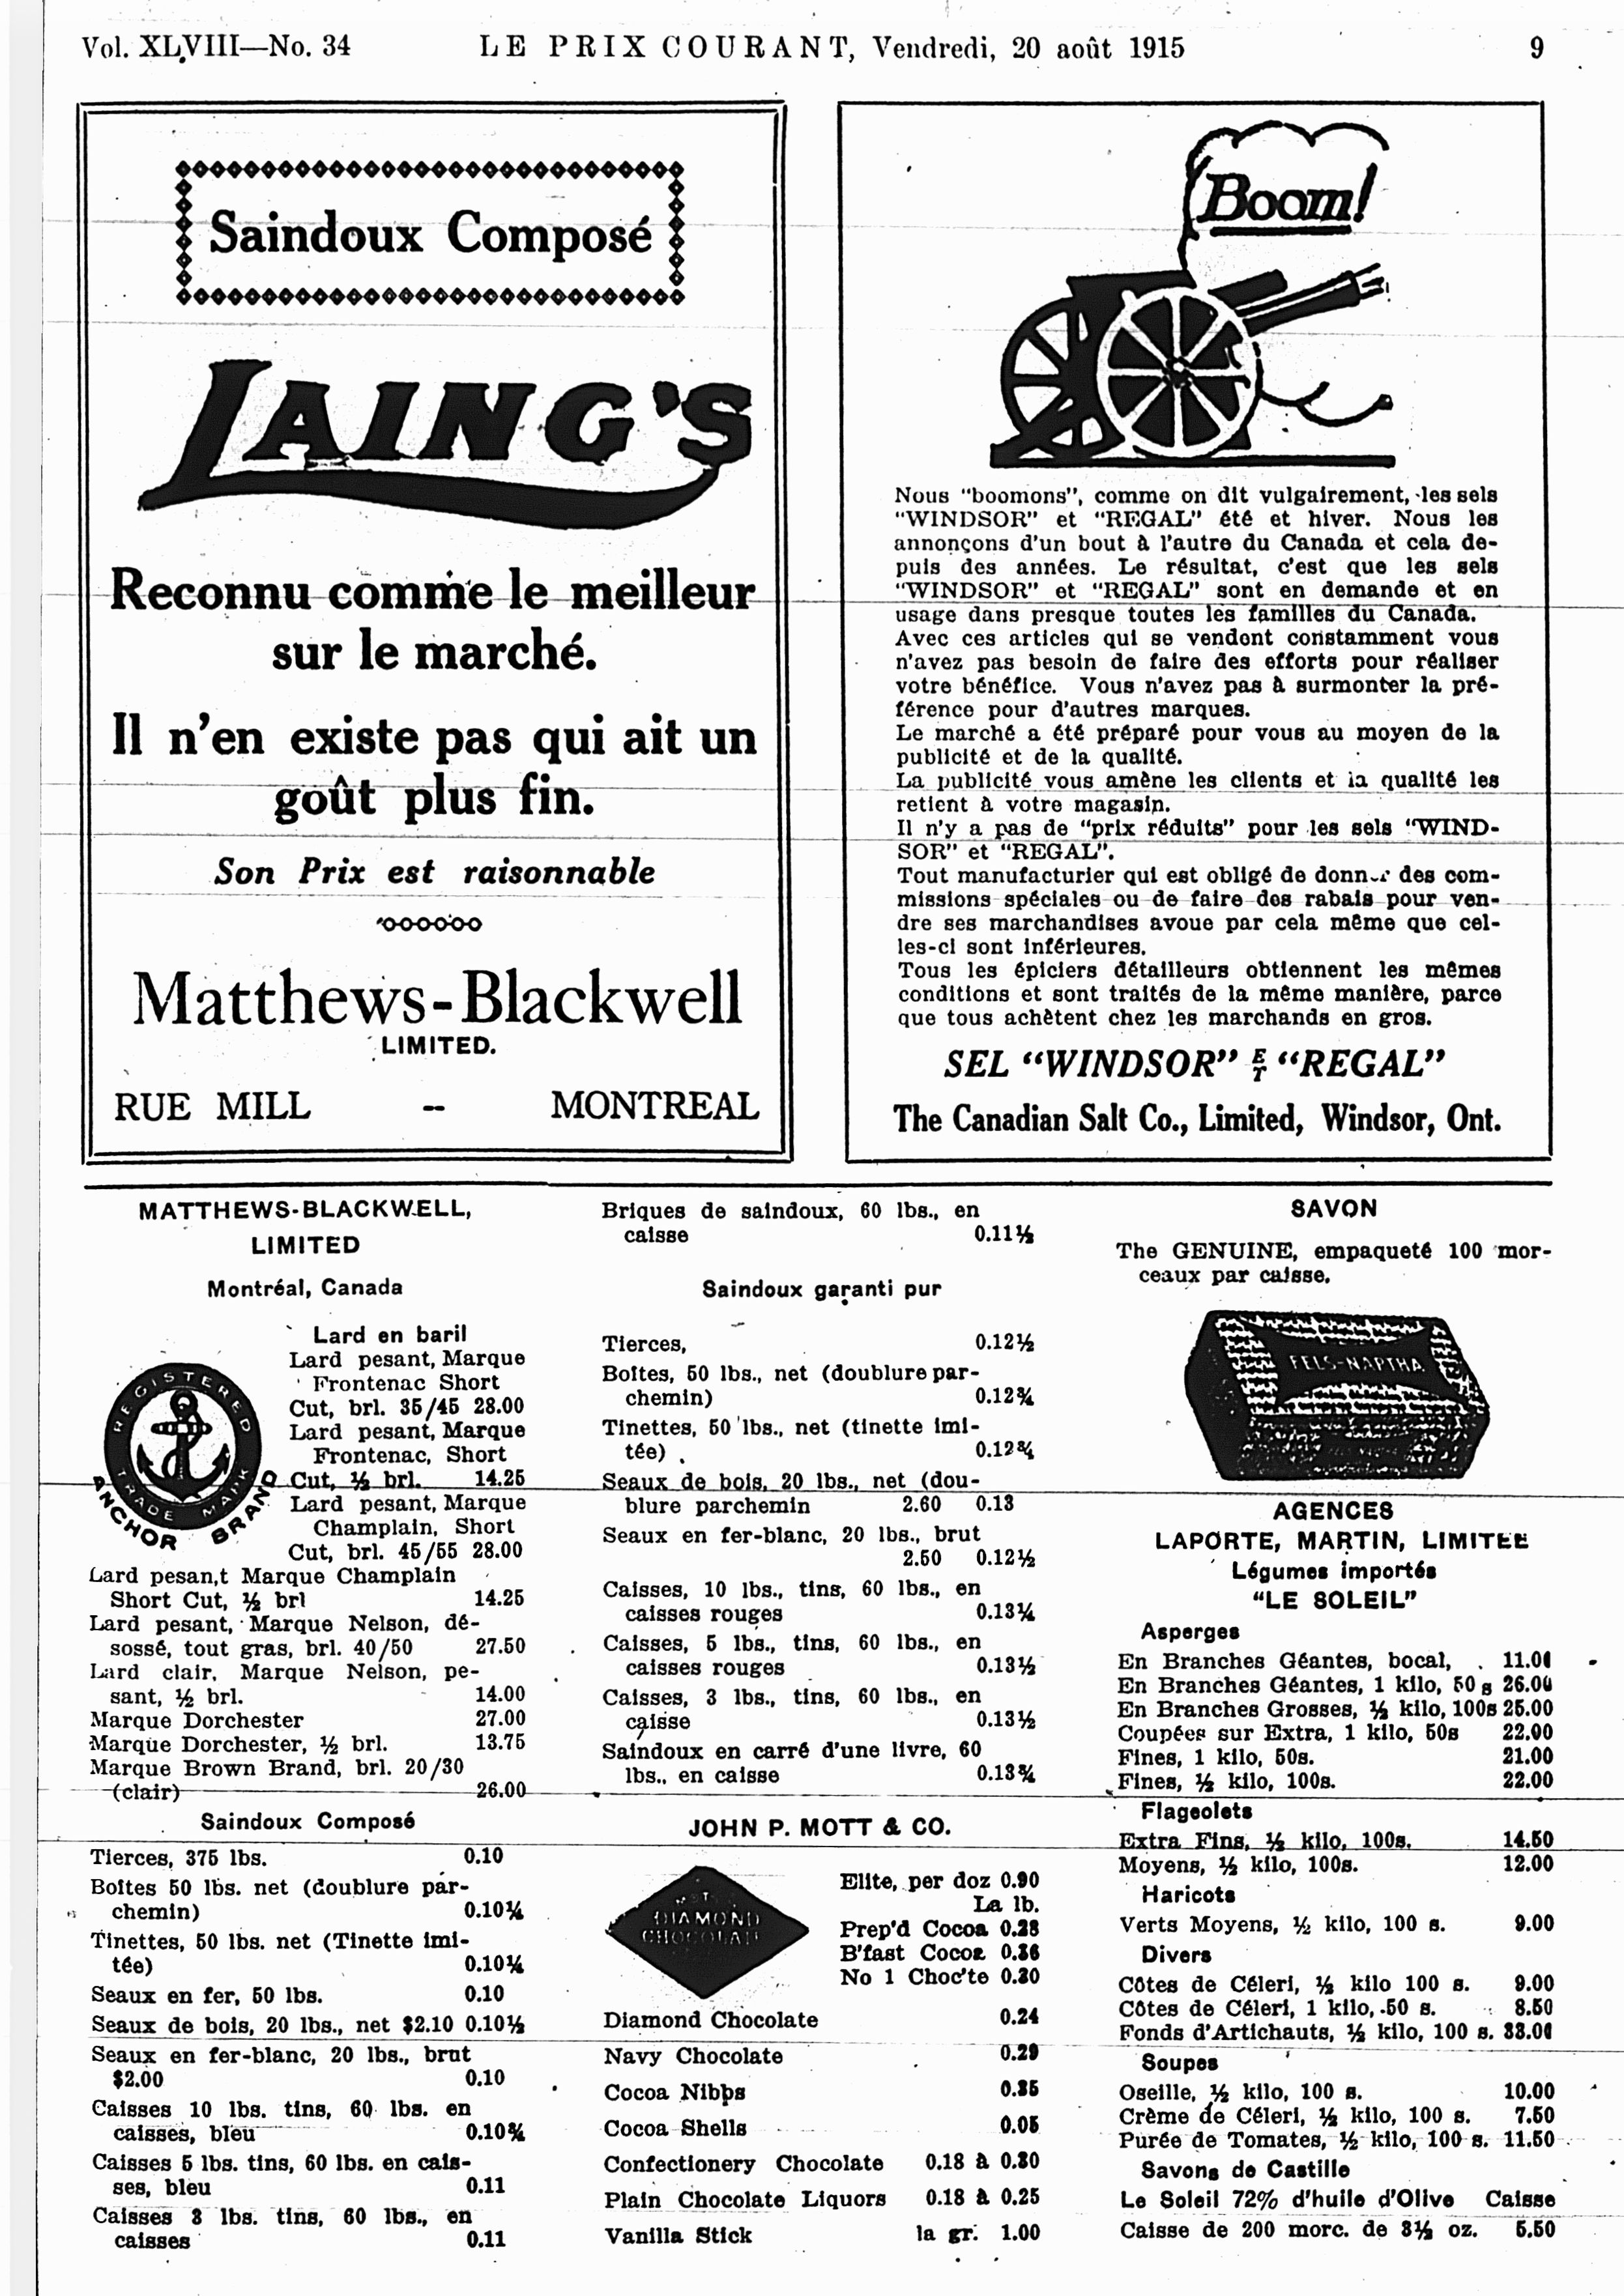 Vol. XLVIII—No. 34 LE PRIX COURANT, Vendredi, 20 août 1915 9
Saindoux Composé
LAING'S
Reconnu comme le meilleur
sur le marché.
Il n'en existe pas qui ait un
goût plus fin.
Son Prix est raisonnable
Matthews-Blackwell
LIMITED.
RUE MILL -- MONTREAL
Boom!
Nous "boomons", comme on dit vulgairement, les sels
"WINDSOR" et "REGAL" été et hiver. Nous les
annonçons d'un bout à l'autre du Canada et cela de-
puis des années. Le résultat, c'est que les sels
"WINDSOR" et "REGAL" sont en demande et en
usage dans presque toutes les familles du Canada.
Avec ces articles qui se vendent constamment vous
n'avez pas besoin de faire des efforts pour réaliser
votre bénéfice. Vous n'avez pas à surmonter la pré-
férence pour d'autres marques.
Le marché a été préparé pour vous au moyen de la
publicité et de la qualité.
La publicité vous amène les clients et la qualité les
retient à votre magasin.
Il n'y a pas de "prix réduits" pour les sels "WIND-
SOR" et "REGAL".
Tout manufacturier qui est obligé de donner des com-
missions spéciales ou de faire des rabais pour ven-
dre ses marchandises avoue par cela même que cel-
les-ci sont inférieures.
Tous les épiciers détailleurs obtiennent les mêmes
conditions et sont traités de la même manière, parce
que tous achètent chez les marchands en gros.
SEL "WINDSOR" ET "REGAL"
The Canadian Salt Co., Limited, Windsor, Ont.
MATTHEWS-BLACKWELL,
LIMITED
Montréal, Canada
REGISTERED
TRADE MARK
ANCHOR BRAND
Lard en baril
Lard pesant, Marque
Frontenac Short
Cut, brl. 35/45 28.00
Lard pesant, Marque
Frontenac, Short
Cut, ½ brl. 14.25
Lard pesant, Marque
Champlain, Short
Cut, brl. 45/55 28.00
Lard pesan,t Marque Champlain
Short Cut, ½ brl 14.25
Lard pesant, Marque Nelson, dé-
sossé, tout gras, brl. 40/50 27.50
Lard clair, Marque Nelson, pe-
sant, ½ brl. 14.00
Marque Dorchester 27.00
Marque Dorchester, ½ brl. 13.75
Marque Brown Brand, brl. 20/30
(clair) 26.00
Saindoux Composé
Tierces, 375 lbs. 0.10
Boîtes 50 lbs. net (doublure par-
chemin) 0.10¼
Tinettes, 50 lbs. net (Tinette imi-
tée) 0.10¼
Seaux en fer, 50 lbs. 0.10
Seaux de bois, 20 lbs., net $2.10 0.10½
Seaux en fer-blanc, 20 lbs., brut
$2.00 0.10
Caisses 10 lbs. tins, 60 lbs. en
caisses, bleu 0.10¾
Caisses 5 lbs. tins, 60 lbs. en cais-
ses, bleu 0.11
Caisses 3 lbs. tins, 60 lbs., en
caisses 0.11
Briques de saindoux, 60 lbs., en
caisse 0.11½
Saindoux garanti pur
Tierces, 0.12½
Boîtes, 50 lbs., net (doublure par-
chemin) 0.12¾
Tinettes, 50 lbs., net (tinette imi-
tée) 0.12¾
Seaux de bois, 20 lbs., net (dou-
blure parchemin 2.60 0.13
Seaux en fer-blanc, 20 lbs., brut
2.50 0.12½
Caisses, 10 lbs., tins, 60 lbs., en
caisses rouges 0.13¼
Caisses, 5 lbs., tins, 60 lbs., en
caisses rouges 0.13½
Caisses, 3 lbs., tins, 60 lbs., en
caisse 0.13½
Saindoux en carré d'une livre, 60
lbs., en caisse 0.13¾
JOHN P. MOTT & CO.
DIAMOND
Elite, per doz 0.90
La lb.
Prep'd Cocoa 0.28
B'fast Cocoa 0.36
No 1 Choc'te 0.30
Diamond Chocolate 0.24
Navy Chocolate 0.29
Cocoa Nibbs 0.35
Cocoa Shells 0.05
Confectionery Chocolate 0.18 à 0.30
Plain Chocolate Liquors 0.18 à 0.25
Vanilla Stick la gr. 1.00
SAVON
The GENUINE, empaqueté 100 mor-
ceaux par caisse.
FELS-NAPTHA
AGENCES
LAPORTE, MARTIN, LIMITEE
Légumes importés
"LE SOLEIL"
Asperges
En Branches Géantes, bocal, 11.00
En Branches Géantes, 1 kilo, 50 s 26.00
En Branches Grosses, ½ kilo, 100s 25.00
Coupées sur Extra, 1 kilo, 50s 22.00
Fines, 1 kilo, 50s. 21.00
Fines, ½ kilo, 100s. 22.00
Flageolets
Extra Fins, ½ kilo, 100s. 14.50
Moyens, ½ kilo, 100s. 12.00
Haricots
Verts Moyens, ½ kilo, 100 s. 9.00
Divers
Côtes de Céleri, ½ kilo 100 s. 9.00
Côtes de Céleri, 1 kilo, 50 s. 8.50
Fonds d'Artichauts, ½ kilo, 100 s. 33.00
Soupes
Oseille, ½ kilo, 100 s. 10.00
Crème de Céleri, ½ kilo, 100 s. 7.50
Purée de Tomates, ½ kilo, 100 s. 11.50
Savons de Castille
Le Soleil 72% d'huile d'Olive Caisse
Caisse de 200 morc. de 3½ oz. 5.50